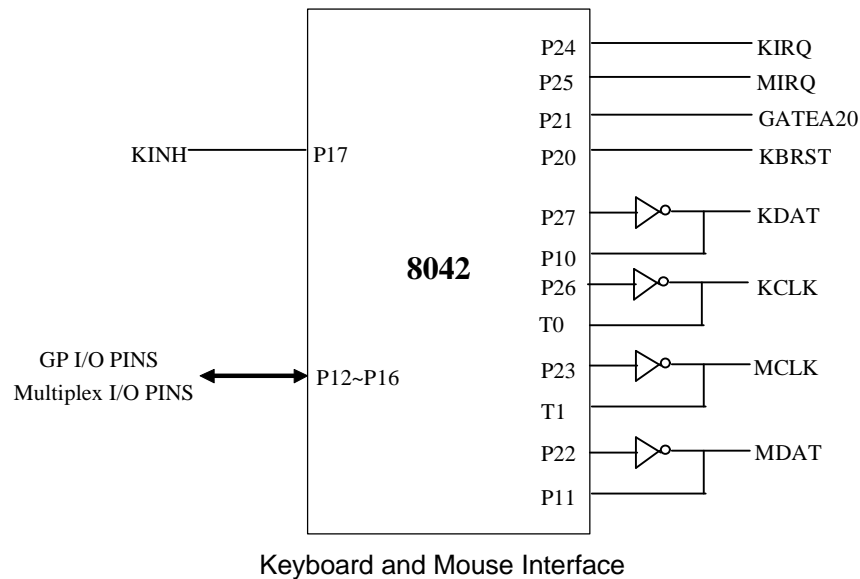 P24 KIRQ
P25 MIRQ
P21 GATEA20
KINH P17 P20 KBRST
P27 KDAT
8042 P10
P26 KCLK
T0
GP I/O PINS P23 MCLK
Multiplex I/O PINS P12~P16
T1
P22 MDAT
P11
Keyboard and Mouse Interface